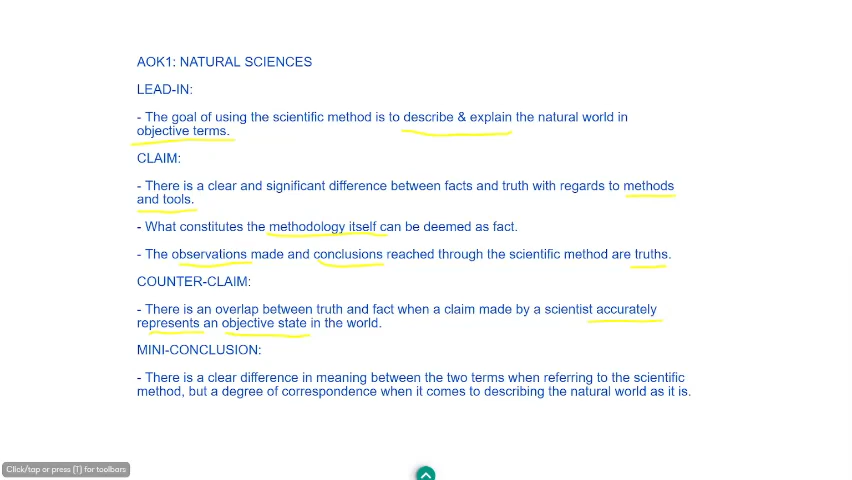 AOK1: NATURAL SCIENCES
LEAD-IN:
- The goal of using the scientific method is to describe & explain the natural world in
objective terms.
CLAIM:
- There is a clear and significant difference between facts and truth with regards to methods
and tools.
- What constitutes the methodology itself can be deemed as fact.
- The observations made and conclusions reached through the scientific method are truths.
COUNTER-CLAIM:
- There is an overlap between truth and fact when a claim made by a scientist accurately
represents an objective state in the world.
MINI-CONCLUSION:
- There is a clear difference in meaning between the two terms when referring to the scientific
method, but a degree of correspondence when it comes to describing the natural world as it is.
Click/tap or press [T] for toolbars